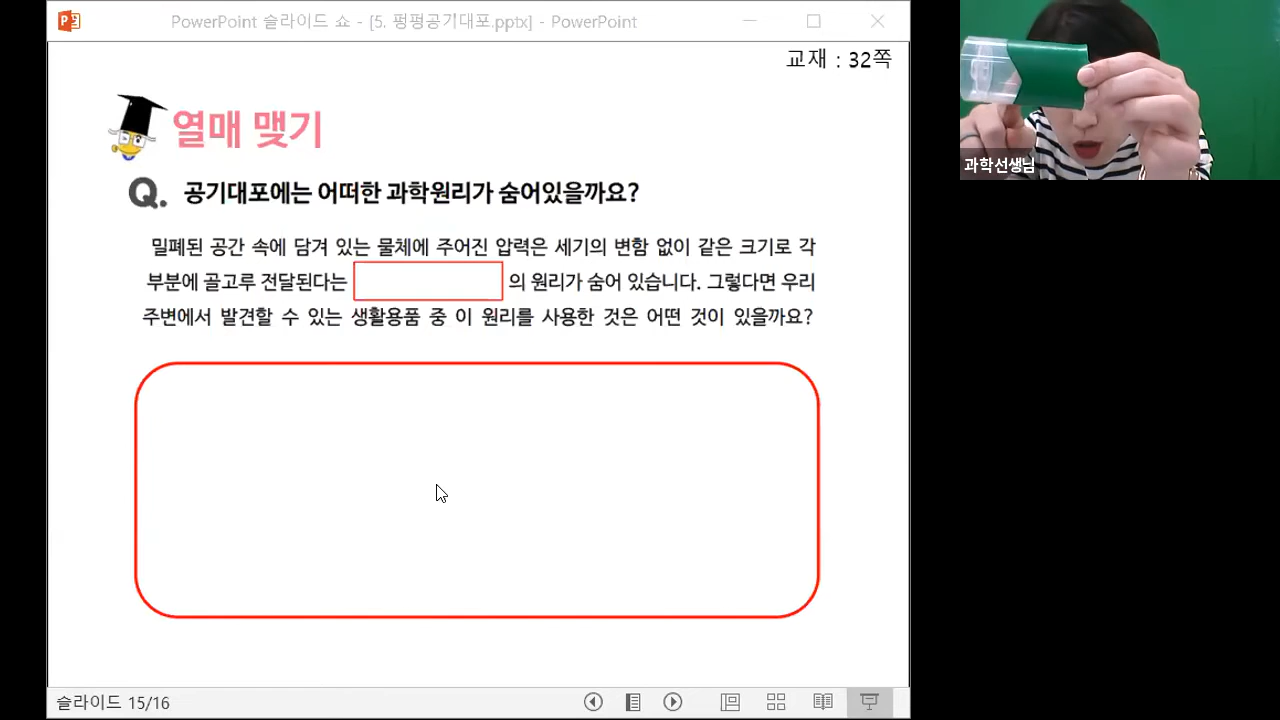 PowerPoint 슬라이드 쇼 - [5. 펑펑공기대포.pptx] - PowerPoint
교재 : 32쪽
열매 맺기
Q. 공기대포에는 어떠한 과학원리가 숨어있을까요?
밀폐된 공간 속에 담겨 있는 물체에 주어진 압력은 세기의 변함 없이 같은 크기로 각
부분에 골고루 전달된다는 의 원리가 숨어 있습니다. 그렇다면 우리
주변에서 발견할 수 있는 생활용품 중 이 원리를 사용한 것은 어떤 것이 있을까요?
슬라이드 15/16
과학선생님